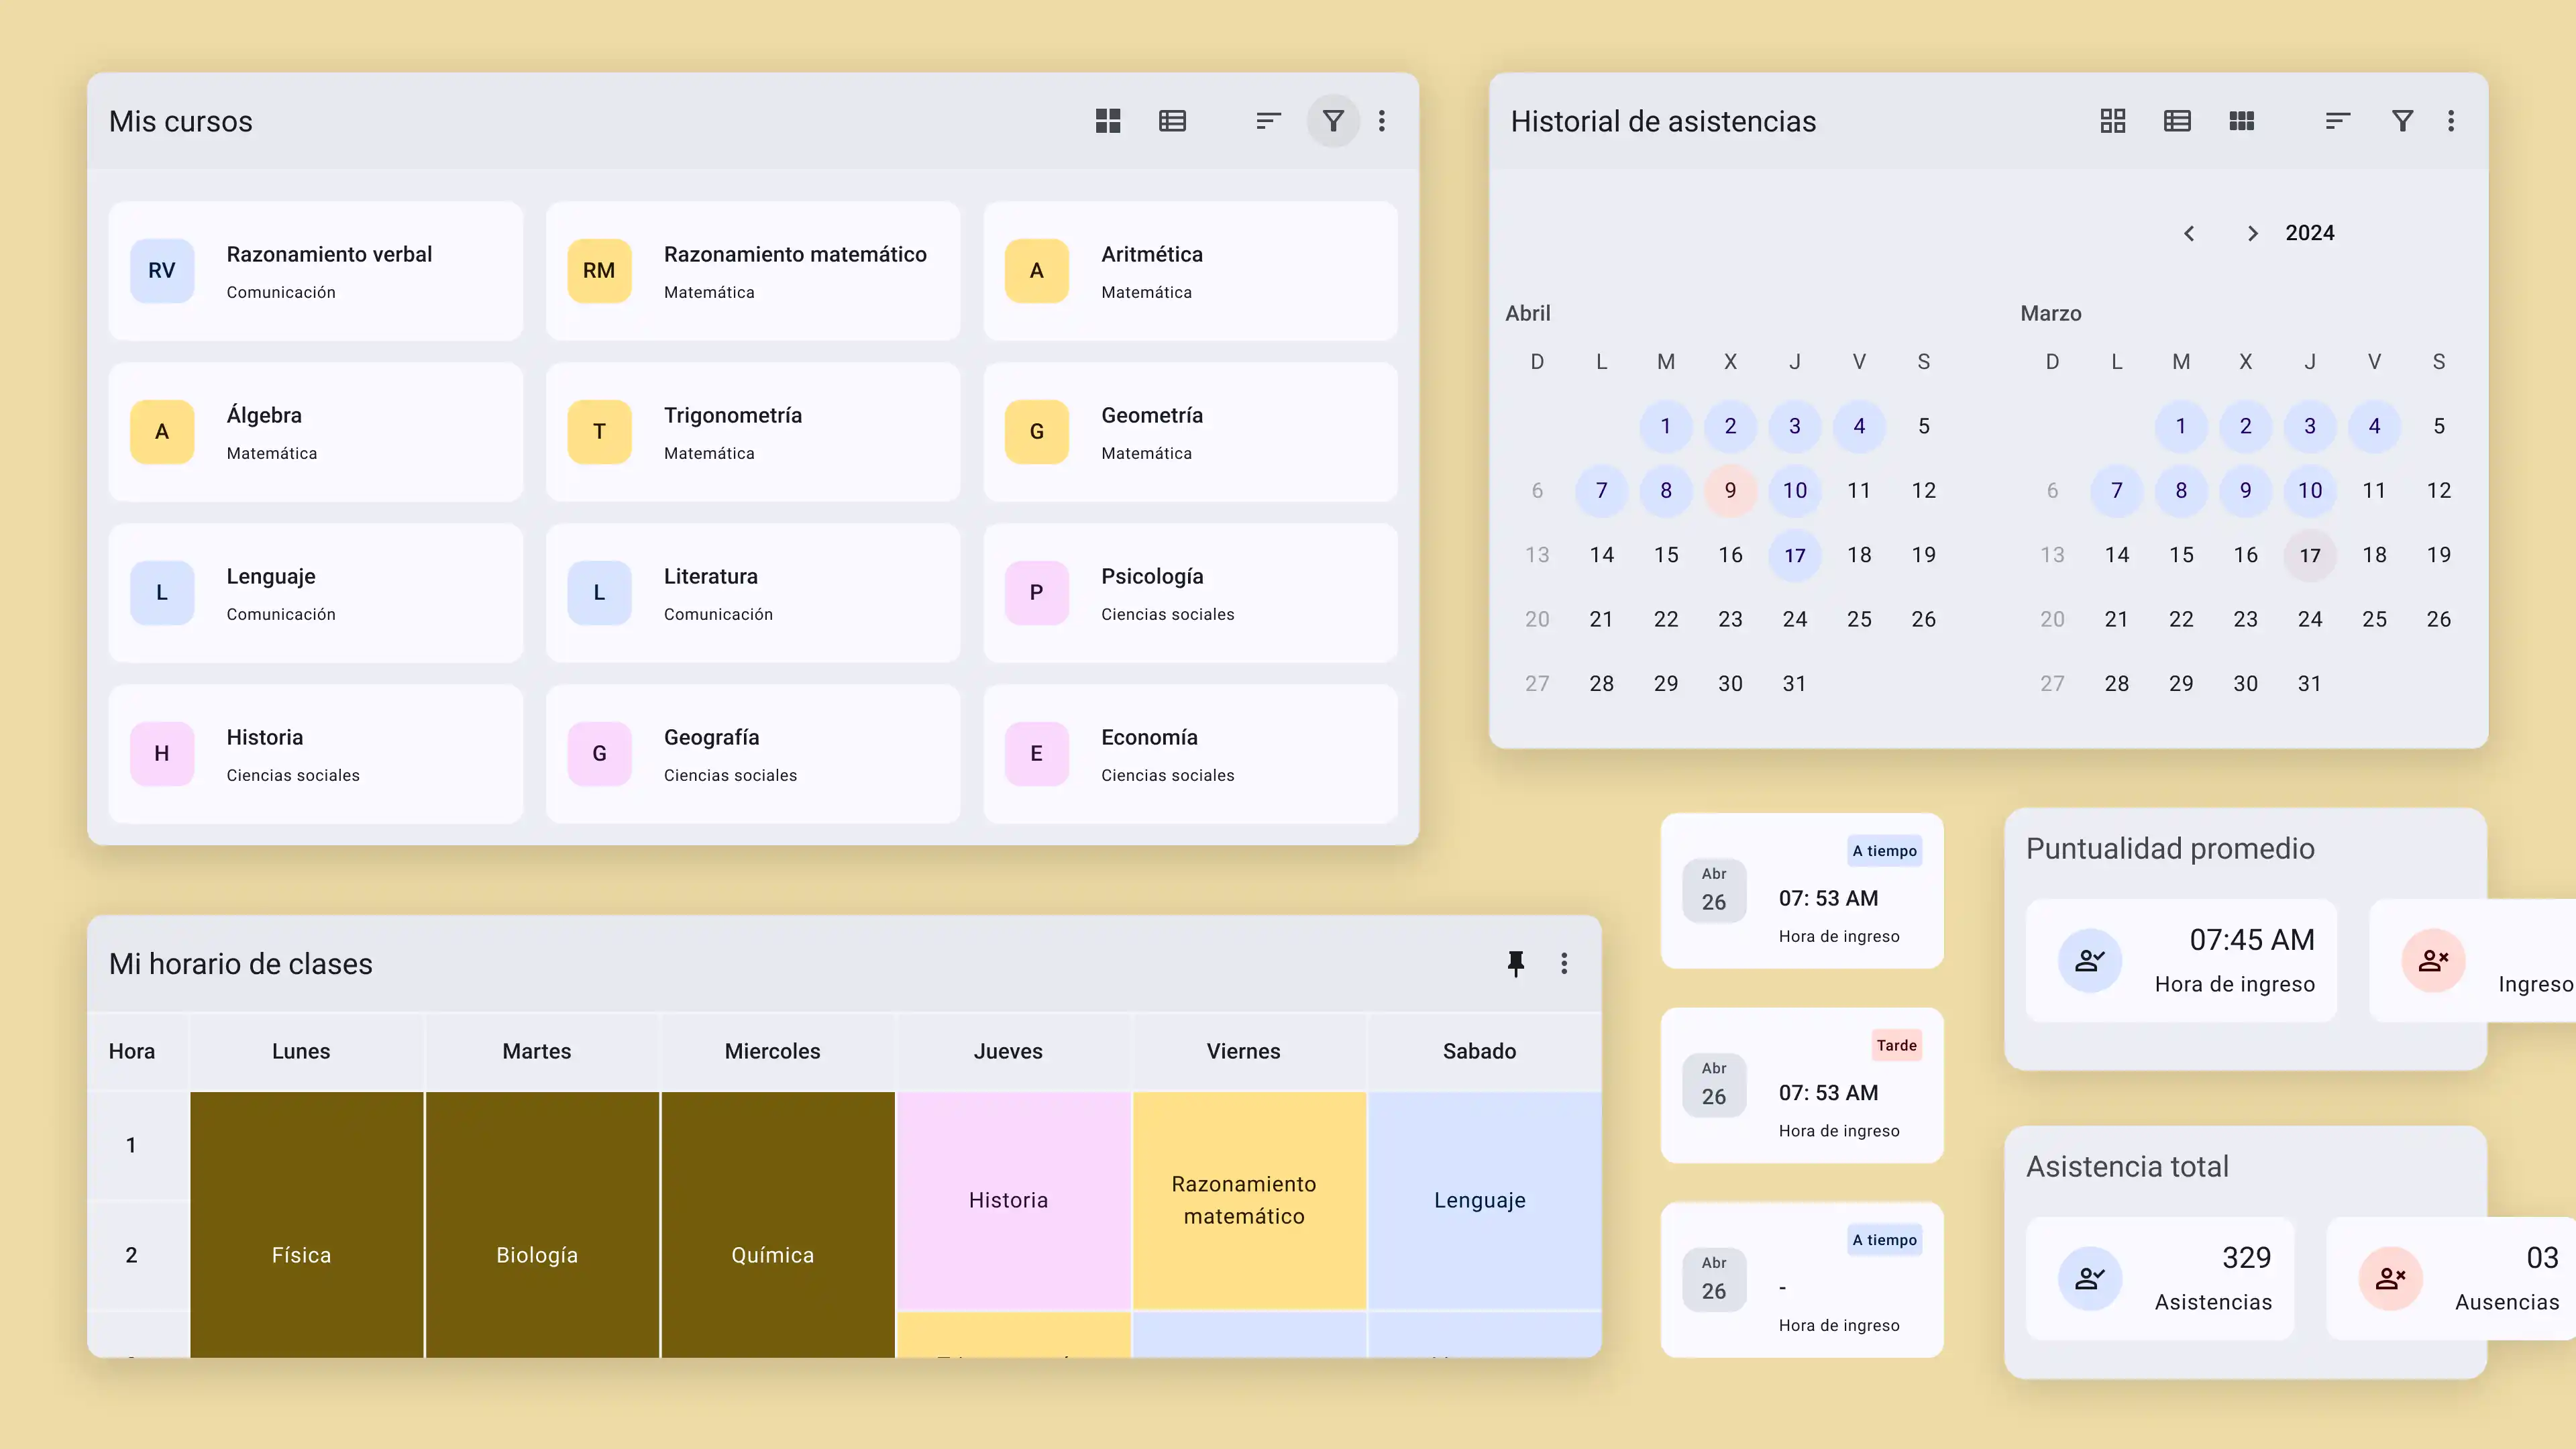 Mis cursos
RV
Razonamiento verbal
Comunicación
RM
Razonamiento matemático
Matemática
A
Aritmética
Matemática
A
Álgebra
Matemática
T
Trigonometría
Matemática
G
Geometría
Matemática
L
Lenguaje
Comunicación
L
Literatura
Comunicación
P
Psicología
Ciencias sociales
H
Historia
Ciencias sociales
G
Geografía
Ciencias sociales
E
Economía
Ciencias sociales
Historial de asistencias
2024
Abril
D L M X J V S
1 2 3 4 5
6 7 8 9 10 11 12
13 14 15 16 17 18 19
20 21 22 23 24 25 26
27 28 29 30 31
Marzo
D L M X J V S
1 2 3 4 5
6 7 8 9 10 11 12
13 14 15 16 17 18 19
20 21 22 23 24 25 26
27 28 29 30 31
Mi horario de clases
Hora Lunes Martes Miercoles Jueves Viernes Sabado
1
2
Física
Biología
Química
Historia
Razonamiento
matemático
Lenguaje
A tiempo
Abr
26
07: 53 AM
Hora de ingreso
Tarde
Abr
26
07: 53 AM
Hora de ingreso
A tiempo
Abr
26
-
Hora de ingreso
Puntualidad promedio
07:45 AM
Hora de ingreso
Ingreso
Asistencia total
329
Asistencias
03
Ausencias